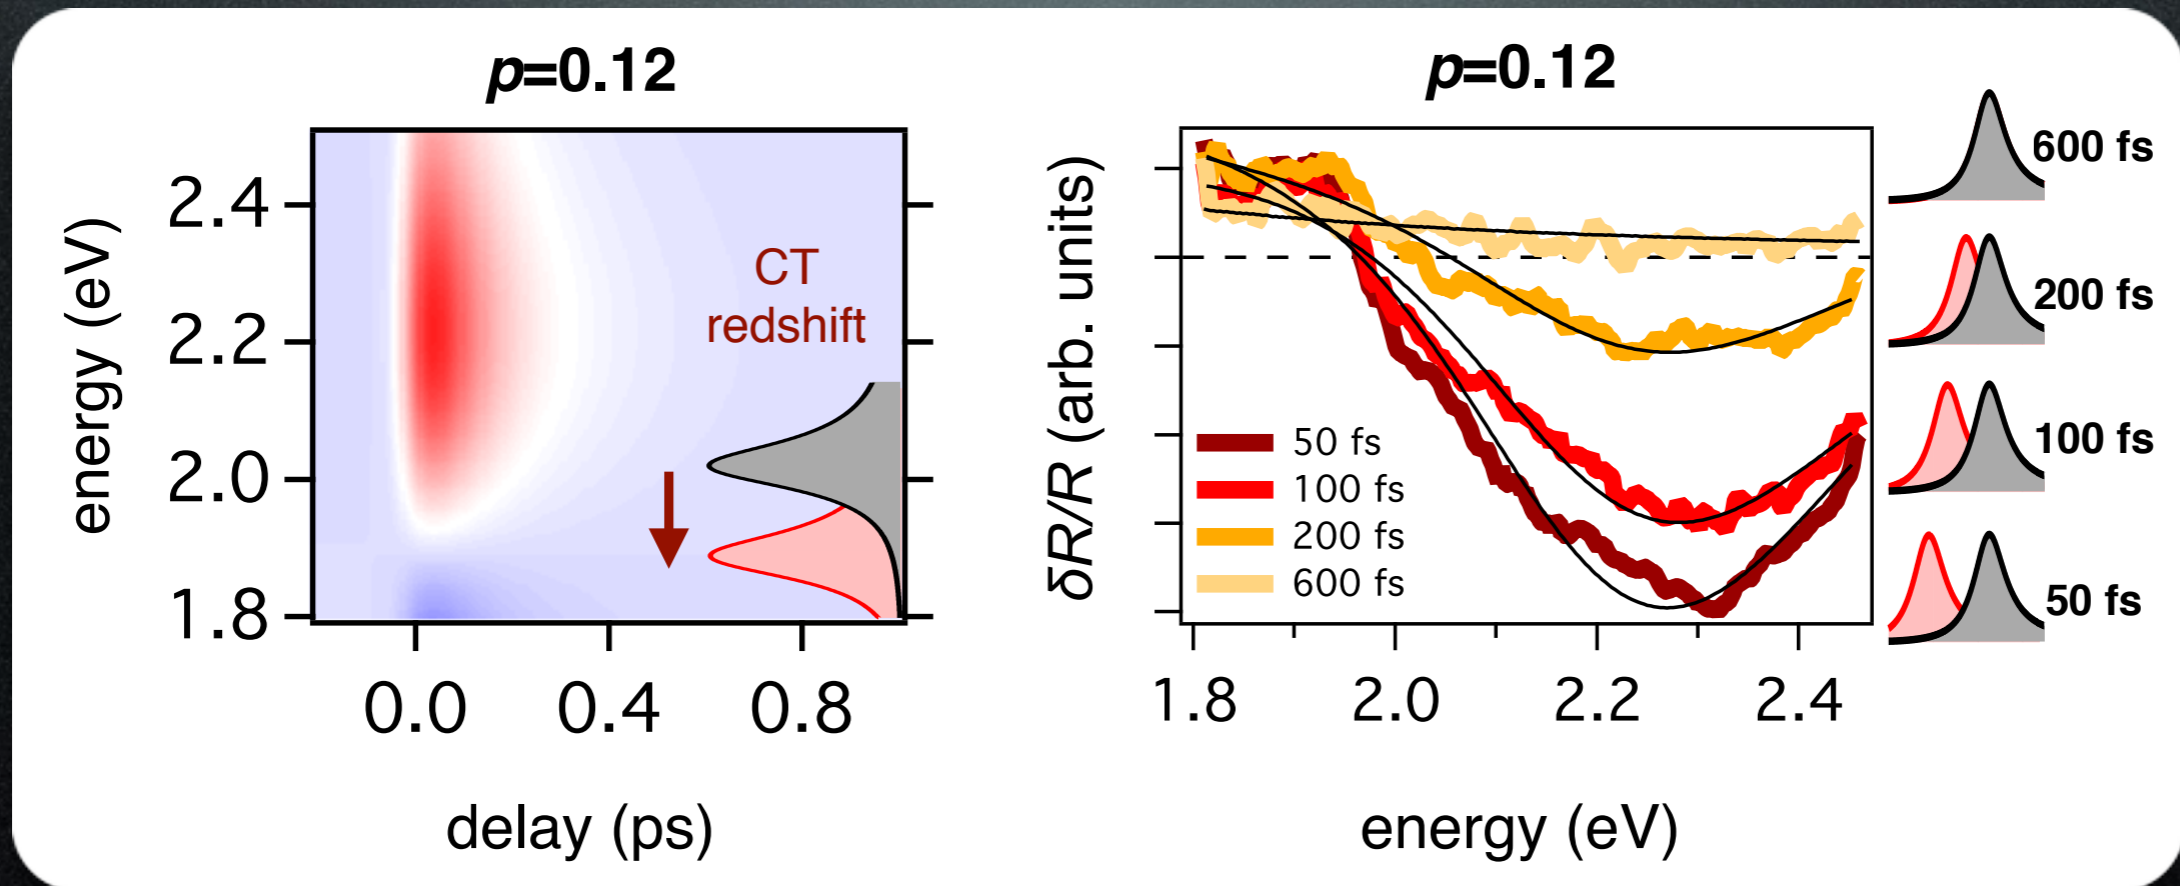 p=0.12
energy (eV)
2.4
2.2
2.0
1.8
CT
redshift
0.0 0.4 0.8
delay (ps)
p=0.12
δR/R (arb. units)
50 fs
100 fs
200 fs
600 fs
1.8 2.0 2.2 2.4
energy (eV)
600 fs
200 fs
100 fs
50 fs